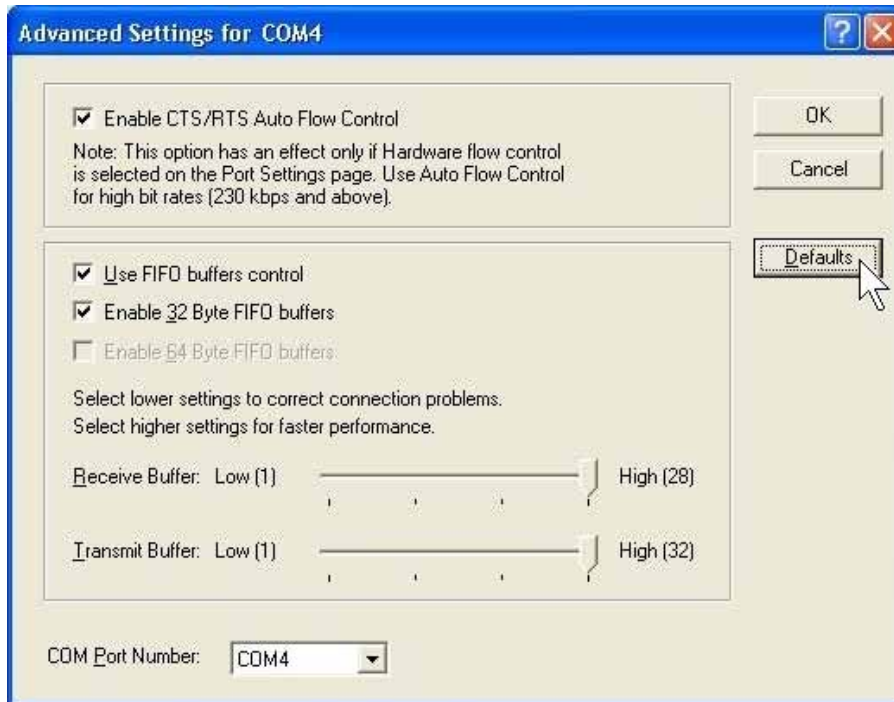 Advanced Settings for COM4
Enable CTS/RTS Auto Flow Control
Note: This option has an effect only if Hardware flow control
is selected on the Port Settings page. Use Auto Flow Control
for high bit rates (230 kbps and above).
OK
Cancel
Defaults
Use FIFO buffers control
Enable 32 Byte FIFO buffers
Enable 64 Byte FIFO buffers
Select lower settings to correct connection problems.
Select higher settings for faster performance.
Receive Buffer: Low (1) High (28)
Transmit Buffer: Low (1) High (32)
COM Port Number: COM4